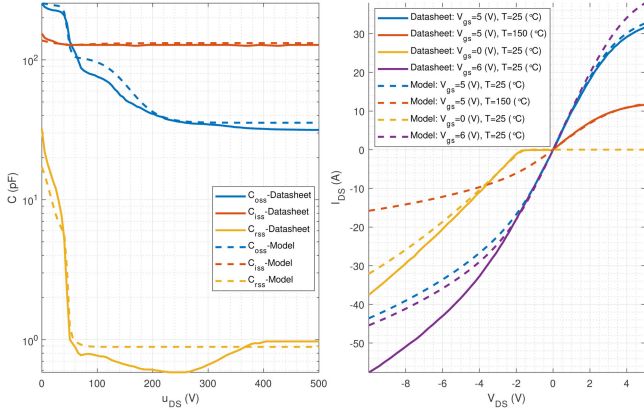 10²
10¹
10⁰
C (pF)
0
100
200
300
400
500
u_DS (V)
C_oss-Datasheet
C_iss-Datasheet
C_rss-Datasheet
C_oss-Model
C_iss-Model
C_rss-Model
Datasheet: V_gs=5 (V), T=25 (°C)
Datasheet: V_gs=5 (V), T=150 (°C)
Datasheet: V_gs=0 (V), T=25 (°C)
Datasheet: V_gs=6 (V), T=25 (°C)
Model: V_gs=5 (V), T=25 (°C)
Model: V_gs=5 (V), T=150 (°C)
Model: V_gs=0 (V), T=25 (°C)
Model: V_gs=6 (V), T=25 (°C)
30
20
10
0
-10
-20
-30
-40
-50
I_DS (A)
-8
-6
-4
-2
0
2
4
V_DS (V)